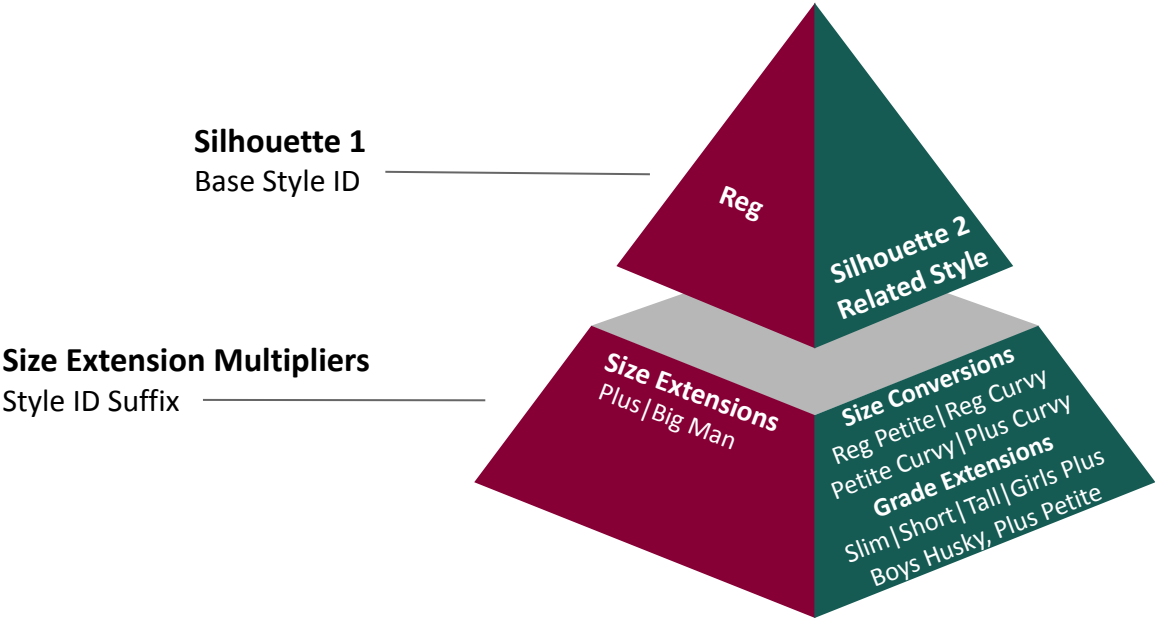 Silhouette 1
Base Style ID
Reg
Silhouette 2
Related Style
Size Extension Multipliers
Style ID Suffix
Size Extensions
Plus|Big Man
Size Conversions
Reg Petite|Reg Curvy
Petite Curvy|Plus Curvy
Grade Extensions
Slim|Short|Tall|Girls Plus
Boys Husky, Plus Petite